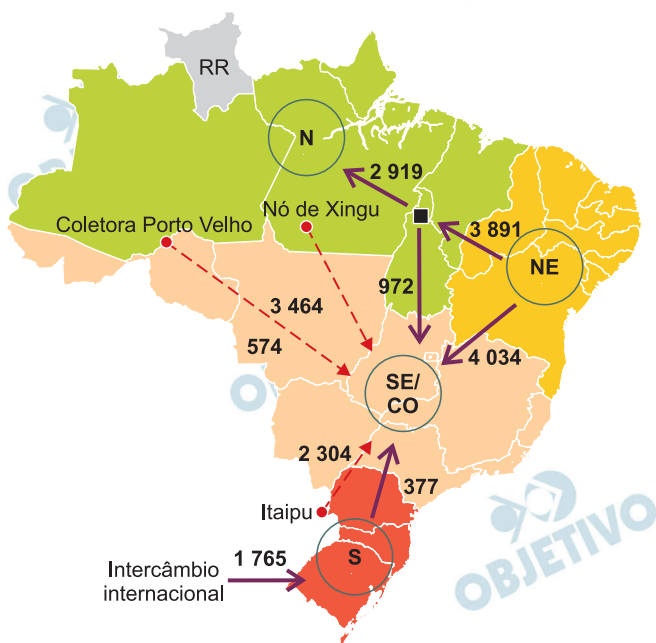 RR
N
2 919
Nó de Xingu
Coletora Porto Velho
3 891
NE
972
3 464
574
4 034
SE/
CO
2 304
377
Itaipu
1 765
S
Intercâmbio
internacional
OBJETIVO